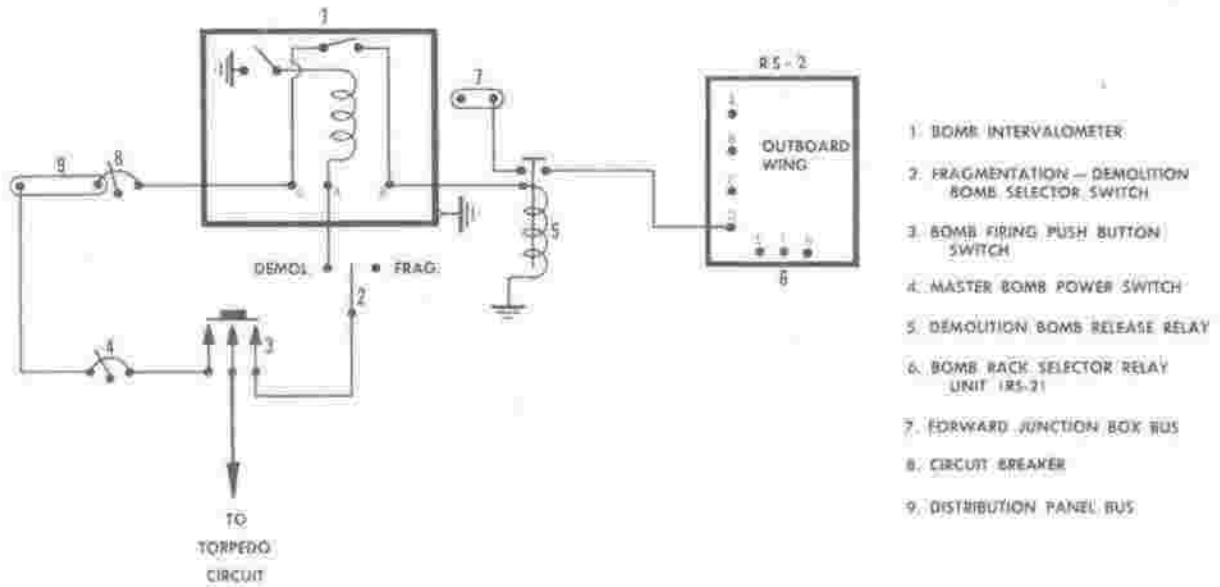 1
RS-2
7
OUTBOARD
WING
9
8
5
6
DEMOL.
FRAG.
2
3
4
TO
TORPEDO
CIRCUIT
1. BOMB INTERVALOMETER
2. FRAGMENTATION — DEMOLITION
BOMB SELECTOR SWITCH
3. BOMB FIRING PUSH BUTTON
SWITCH
4. MASTER BOMB POWER SWITCH
5. DEMOLITION BOMB RELEASE RELAY
6. BOMB RACK SELECTOR RELAY
UNIT (RS-2)
7. FORWARD JUNCTION BOX BUS
8. CIRCUIT BREAKER
9. DISTRIBUTION PANEL BUS